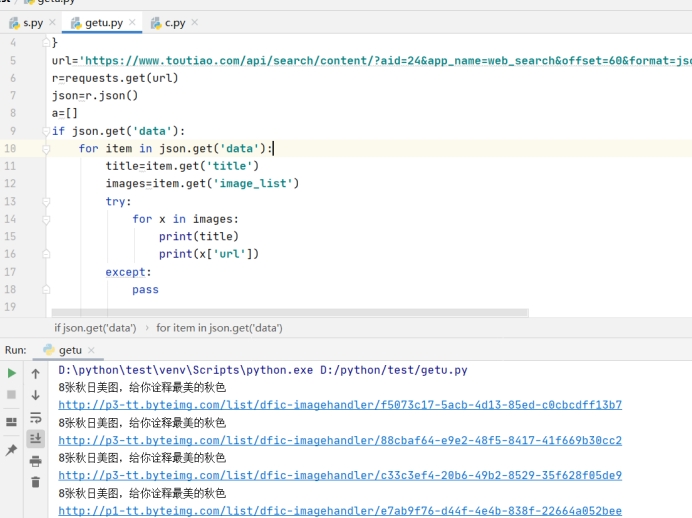 getu.py
s.py
getu.py
c.py
4 }
5 url='https://www.toutiao.com/api/search/content/?aid=24&app_name=web_search&offset=60&format=jso
6 r=requests.get(url)
7 json=r.json()
8 a=[]
9 if json.get('data'):
10 for item in json.get('data'):
11 title=item.get('title')
12 images=item.get('image_list')
13 try:
14 for x in images:
15 print(title)
16 print(x['url'])
17 except:
18 pass
19
if json.get('data') › for item in json.get('data')
Run: getu
D:\python\test\venv\Scripts\python.exe D:/python/test/getu.py
8张秋日美图，给你诠释最美的秋色
http://p3-tt.byteimg.com/list/dfic-imagehandler/f5073c17-5acb-4d13-85ed-c0cbcdff13b7
8张秋日美图，给你诠释最美的秋色
http://p3-tt.byteimg.com/list/dfic-imagehandler/88cbaf64-e9e2-48f5-8417-41f669b30cc2
8张秋日美图，给你诠释最美的秋色
http://p3-tt.byteimg.com/list/dfic-imagehandler/c33c3ef4-20b6-49b2-8529-35f628f05de9
8张秋日美图，给你诠释最美的秋色
http://p1-tt.byteimg.com/list/dfic-imagehandler/e7ab9f76-d44f-4e4b-838f-22664a052bee